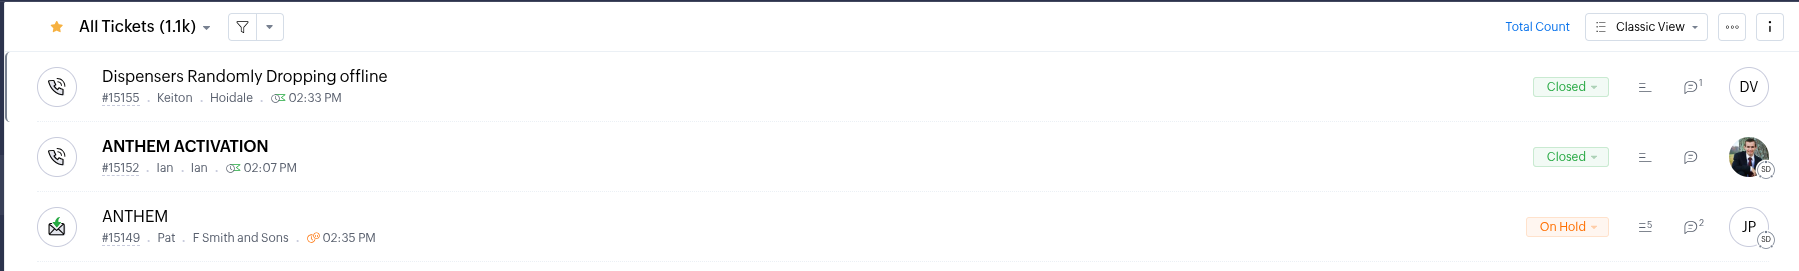 All Tickets (1.1k) Total Count Classic View
Dispensers Randomly Dropping offline
#15155 . Keiton . Hoidale . 02:33 PM Closed 1 DV
ANTHEM ACTIVATION
#15152 . Ian . Ian . 02:07 PM Closed SD
ANTHEM
#15149 . Pat . F Smith and Sons . 02:35 PM On Hold 5 2 JP SD